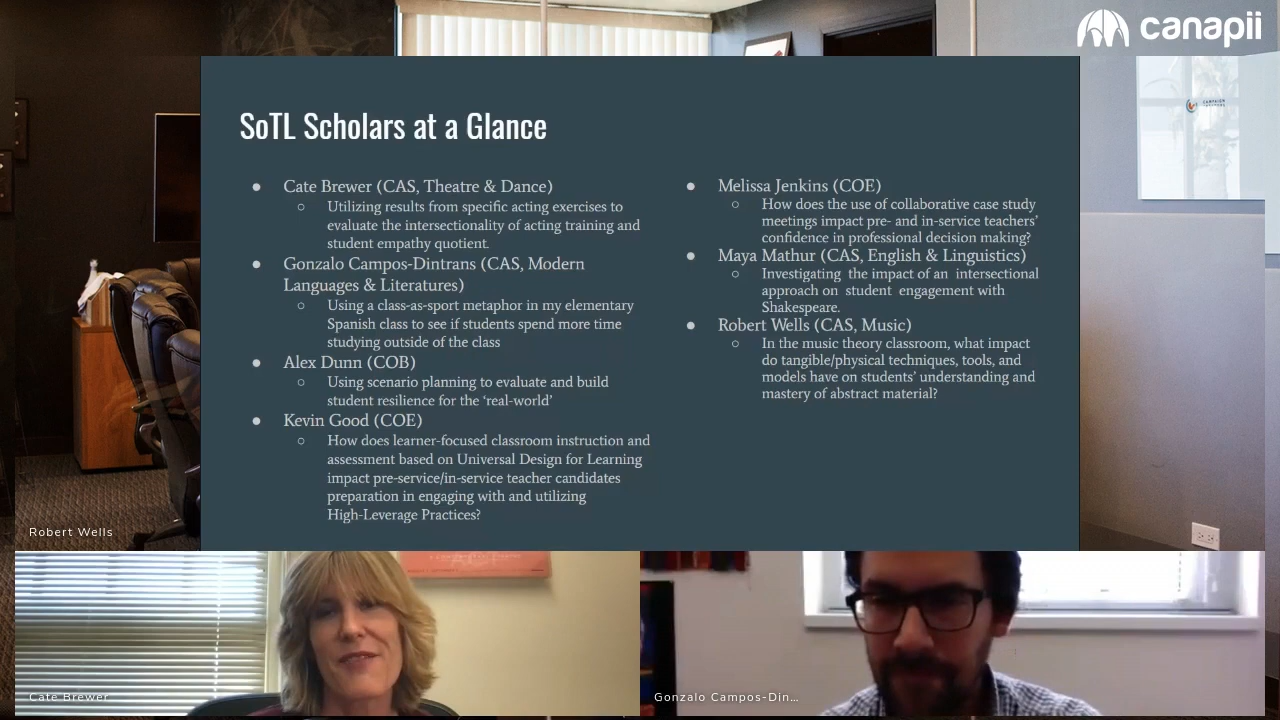 canapii
SoTL Scholars at a Glance
● Cate Brewer (CAS, Theatre & Dance)
○ Utilizing results from specific acting exercises to
evaluate the intersectionality of acting training and
student empathy quotient.
● Gonzalo Campos-Dintrans (CAS, Modern
Languages & Literatures)
○ Using a class-as-sport metaphor in my elementary
Spanish class to see if students spend more time
studying outside of the class
● Alex Dunn (COB)
○ Using scenario planning to evaluate and build
student resilience for the ‘real-world’
● Kevin Good (COE)
○ How does learner-focused classroom instruction and
assessment based on Universal Design for Learning
impact pre-service/in-service teacher candidates
preparation in engaging with and utilizing
High-Leverage Practices?
● Melissa Jenkins (COE)
○ How does the use of collaborative case study
meetings impact pre- and in-service teachers’
confidence in professional decision making?
● Maya Mathur (CAS, English & Linguistics)
○ Investigating the impact of an intersectional
approach on student engagement with
Shakespeare.
● Robert Wells (CAS, Music)
○ In the music theory classroom, what impact
do tangible/physical techniques, tools, and
models have on students’ understanding and
mastery of abstract material?
Robert Wells
Cate Brewer
Gonzalo Campos-Din...